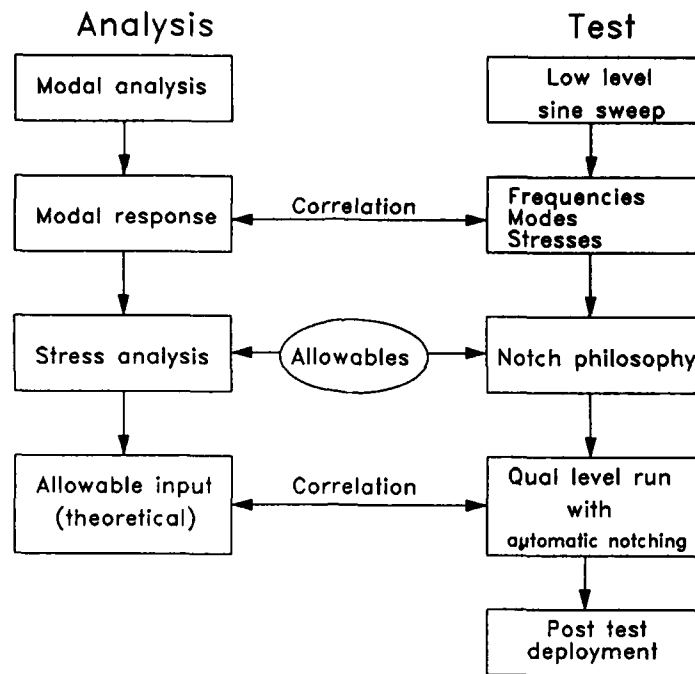 Analysis
Test
Modal analysis
Low level
sine sweep
Modal response
Correlation
Frequencies
Modes
Stresses
Stress analysis
Allowables
Notch philosophy
Allowable input
(theoretical)
Correlation
Qual level run
with
automatic notching
Post test
deployment